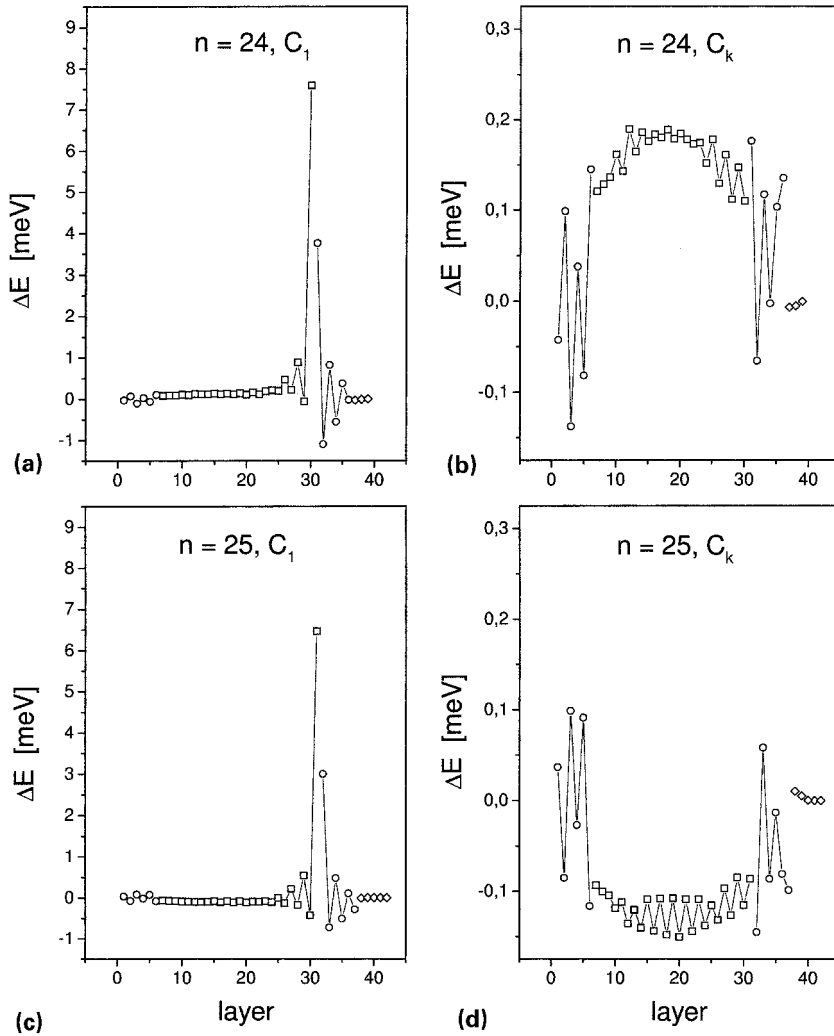 n = 24, C₁
ΔE [meV]
9
8
7
6
5
4
3
2
1
0
-1
0 10 20 30 40
(a)
n = 24, Cₖ
ΔE [meV]
0,3
0,2
0,1
0,0
-0,1
0 10 20 30 40
(b)
n = 25, C₁
ΔE [meV]
9
8
7
6
5
4
3
2
1
0
-1
0 10 20 30 40
layer
(c)
n = 25, Cₖ
ΔE [meV]
0,3
0,2
0,1
0,0
-0,1
0 10 20 30 40
layer
(d)